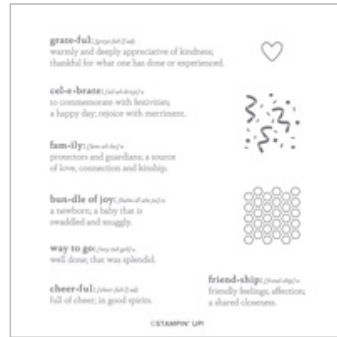 grate·ful:
warmly and deeply appreciative of kindness;
thankful for what one has done or experienced.
cel·e·brate:
to commemorate with festivities;
a happy day; rejoice with merriment.
fam·ily:
protectors and guardians; a source
of love, connection and kinship.
bun·dle of joy:
a newborn; a baby that is
swaddled and snuggly.
way to go:
well done; that was splendid.
cheer·ful:
full of cheer; in good spirits.
friend·ship:
friendly feelings; affection;
a shared closeness.
©STAMPIN' UP!